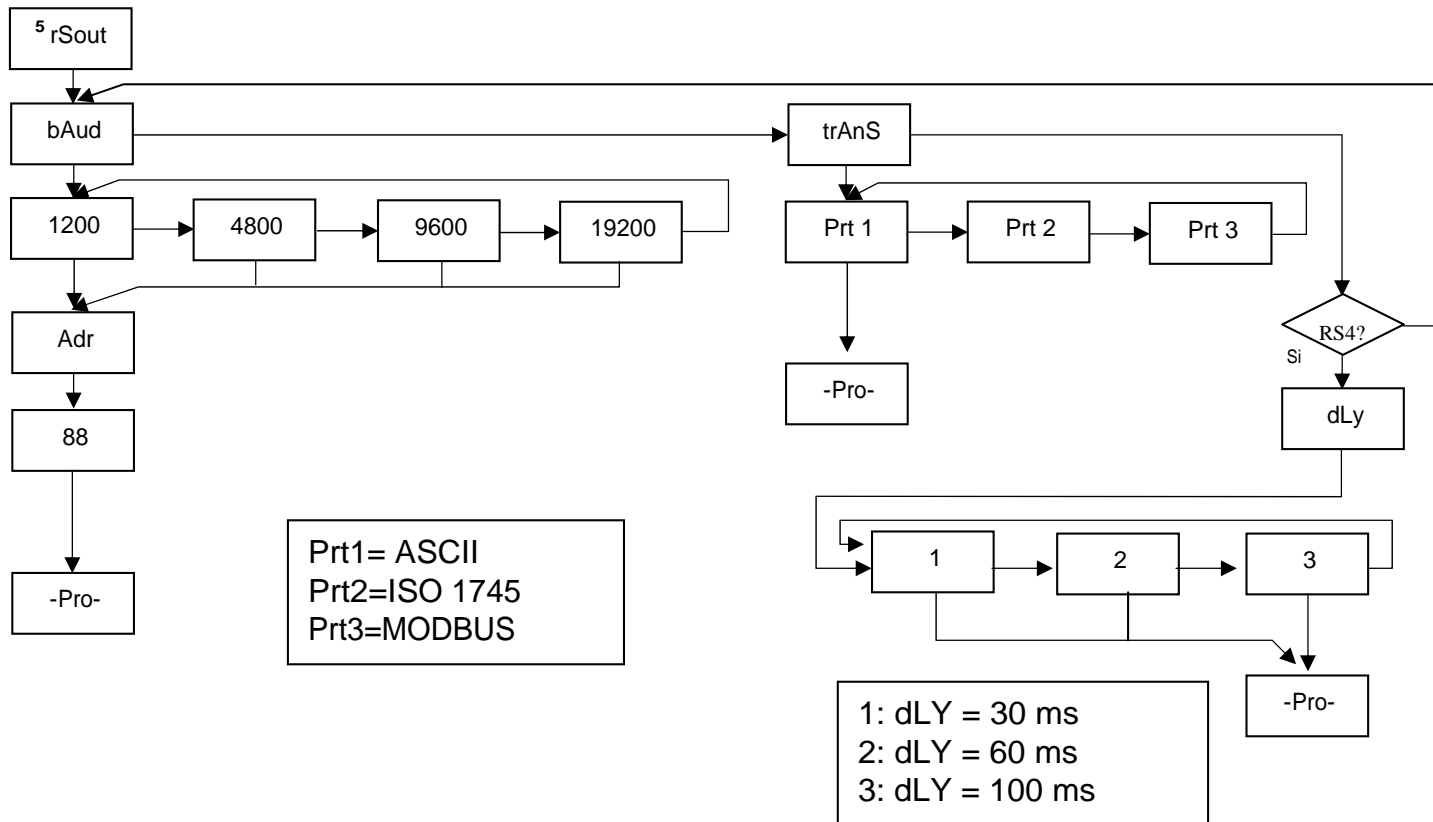 5 rSout
bAud
trAnS
1200
4800
9600
19200
Prt 1
Prt 2
Prt 3
Adr
RS4?
Si
88
-Pro-
dLy
Prt1= ASCII
Prt2=ISO 1745
Prt3=MODBUS
1
2
3
-Pro-
-Pro-
1: dLY = 30 ms
2: dLY = 60 ms
3: dLY = 100 ms